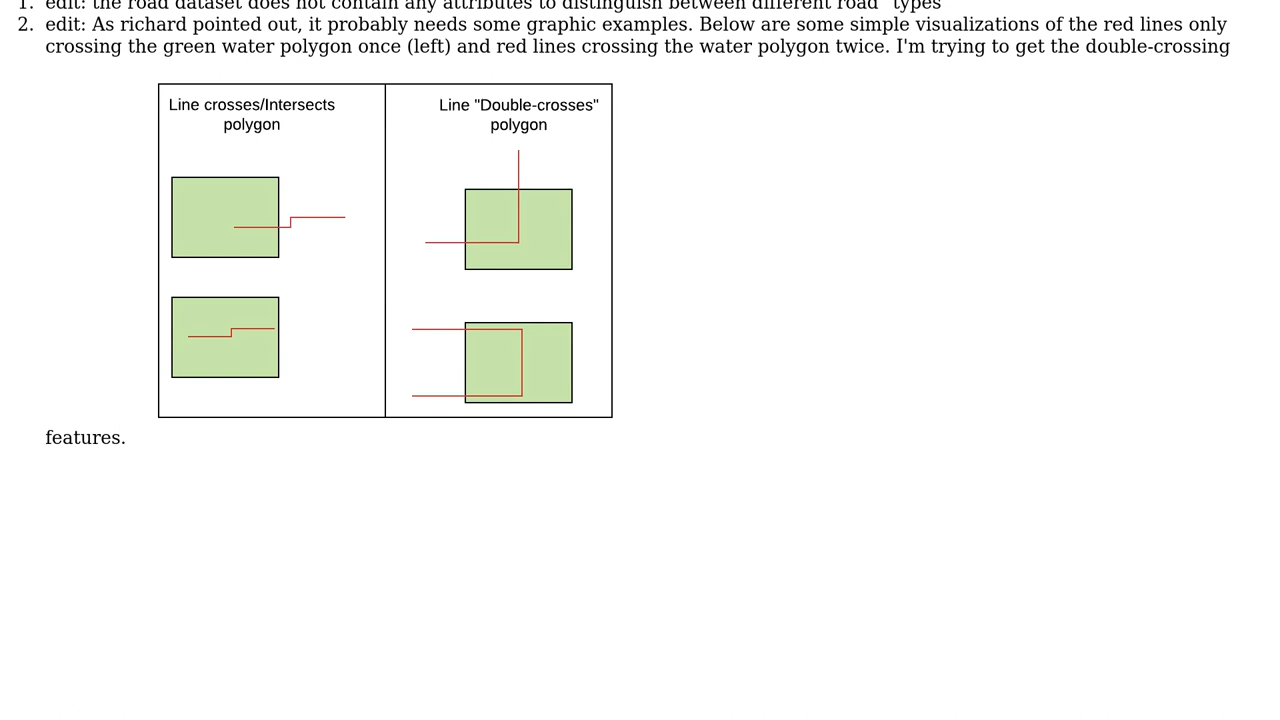 1. edit: the road dataset does not contain any attributes to distinguish between different road "types"
2. edit: As richard pointed out, it probably needs some graphic examples. Below are some simple visualizations of the red lines only
crossing the green water polygon once (left) and red lines crossing the water polygon twice. I'm trying to get the double-crossing
Line crosses/Intersects
polygon
Line "Double-crosses"
polygon
features.